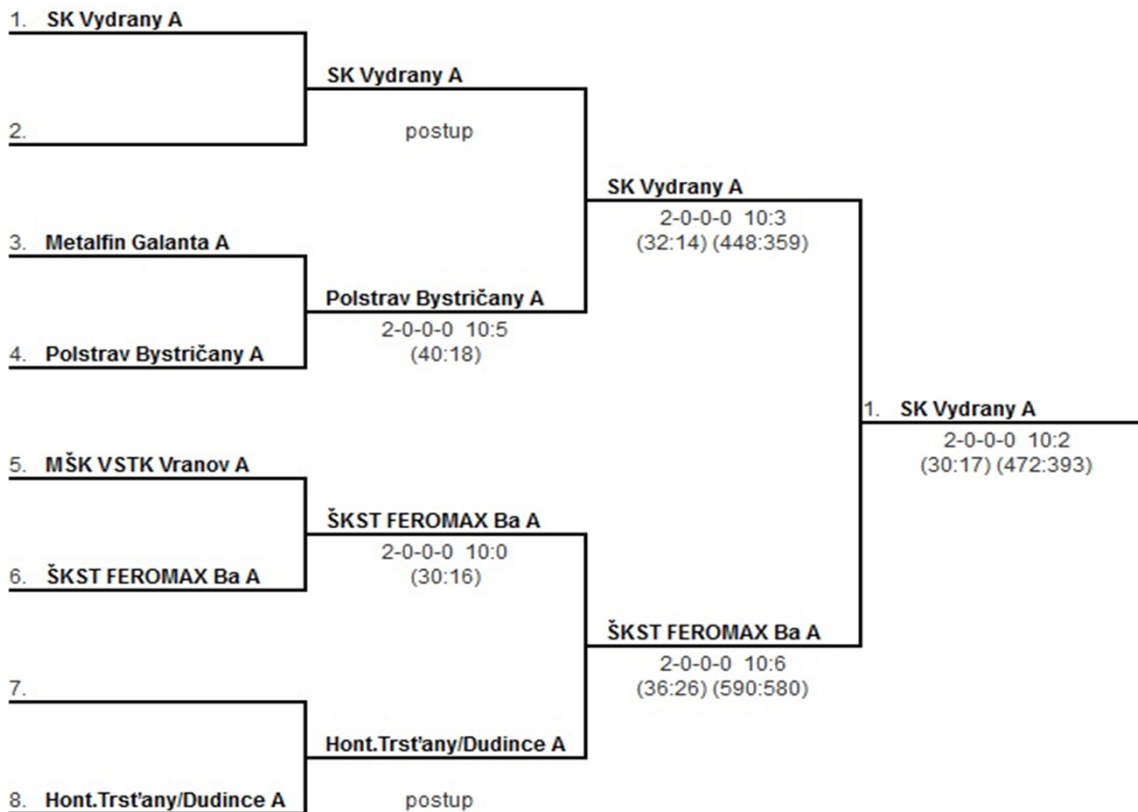 1. SK Vydrany A
SK Vydrany A
2.
postup
SK Vydrany A
2-0-0-0 10:3
(32:14) (448:359)
3. Metalfin Galanta A
Polstrav Bystričany A
2-0-0-0 10:5
(40:18)
4. Polstrav Bystričany A
1. SK Vydrany A
2-0-0-0 10:2
(30:17) (472:393)
5. MŠK VSTK Vranov A
ŠKST FEROMAX Ba A
2-0-0-0 10:0
(30:16)
6. ŠKST FEROMAX Ba A
ŠKST FEROMAX Ba A
2-0-0-0 10:6
(36:26) (590:580)
7.
Hont.Trsťany/Dudince A
8. Hont.Trsťany/Dudince A
postup